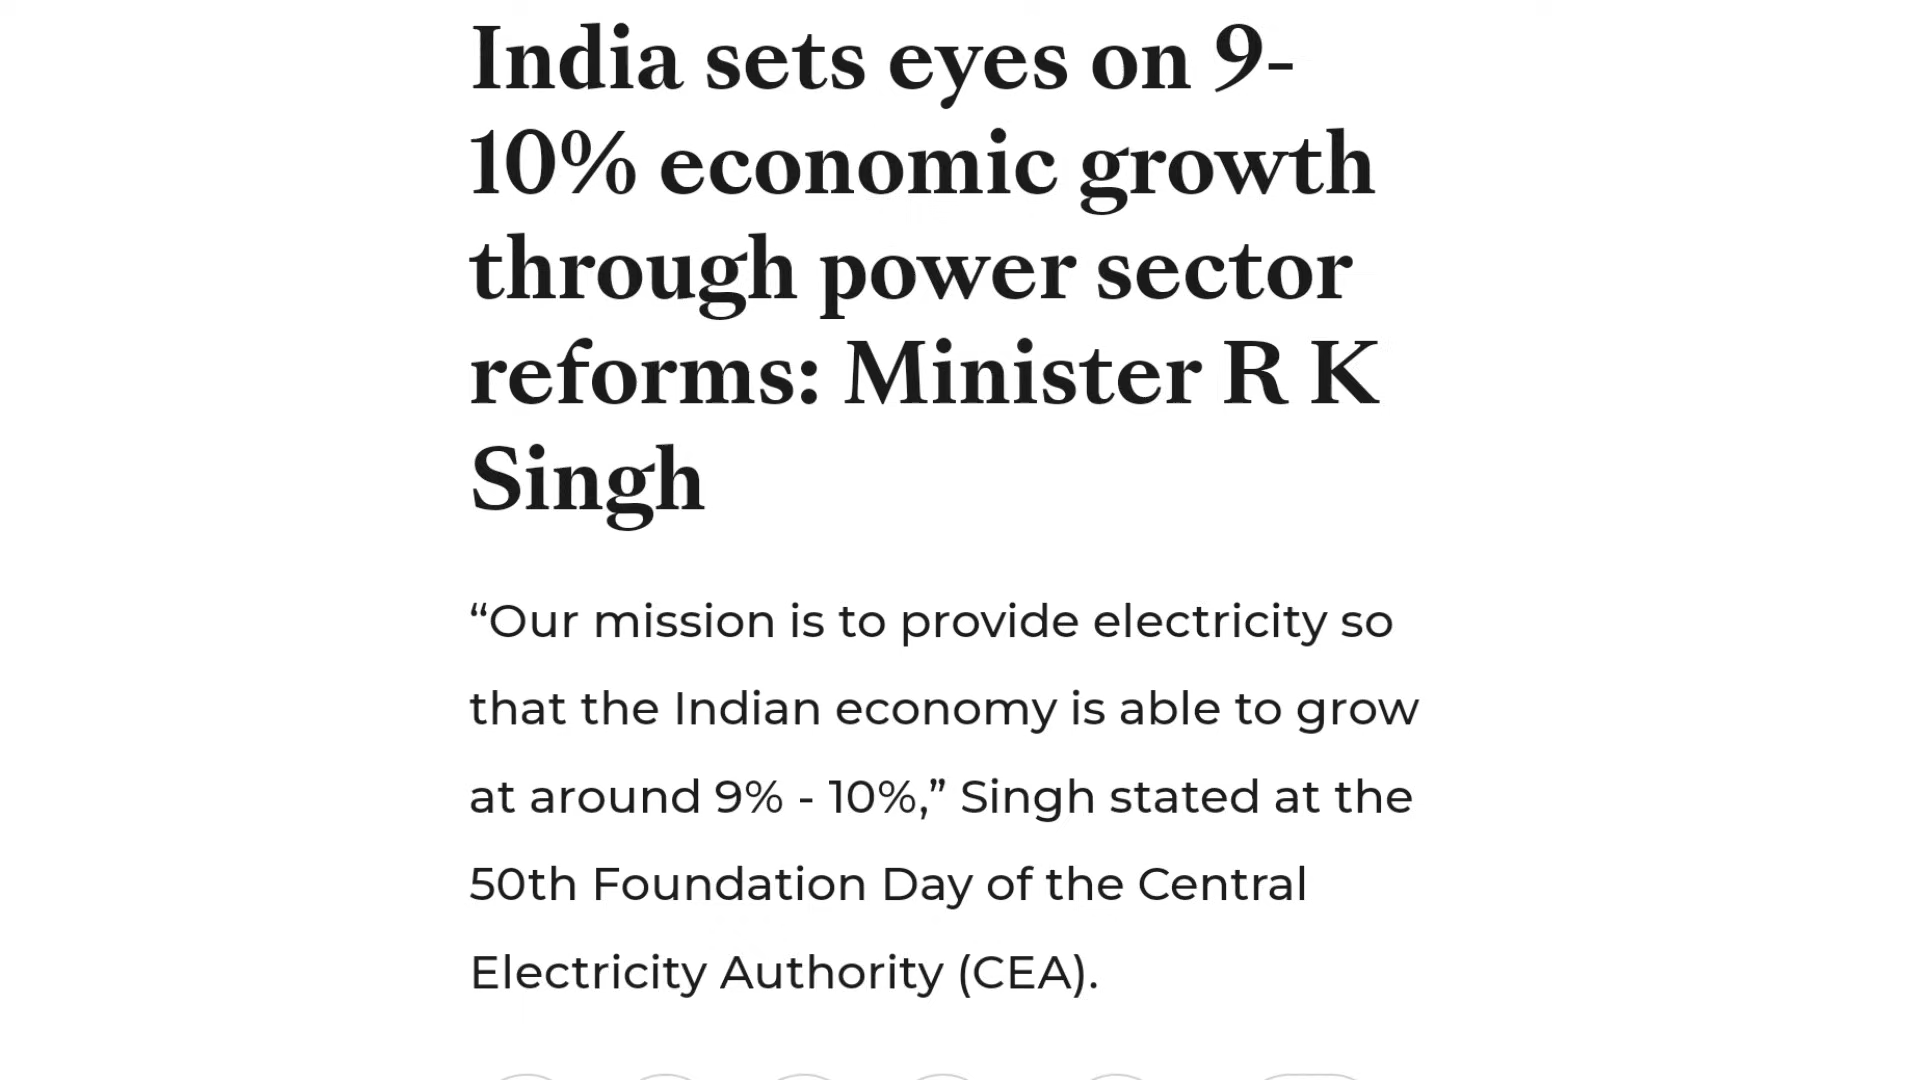 India sets eyes on 9-
10% economic growth
through power sector
reforms: Minister R K
Singh
“Our mission is to provide electricity so
that the Indian economy is able to grow
at around 9% - 10%,” Singh stated at the
50th Foundation Day of the Central
Electricity Authority (CEA).